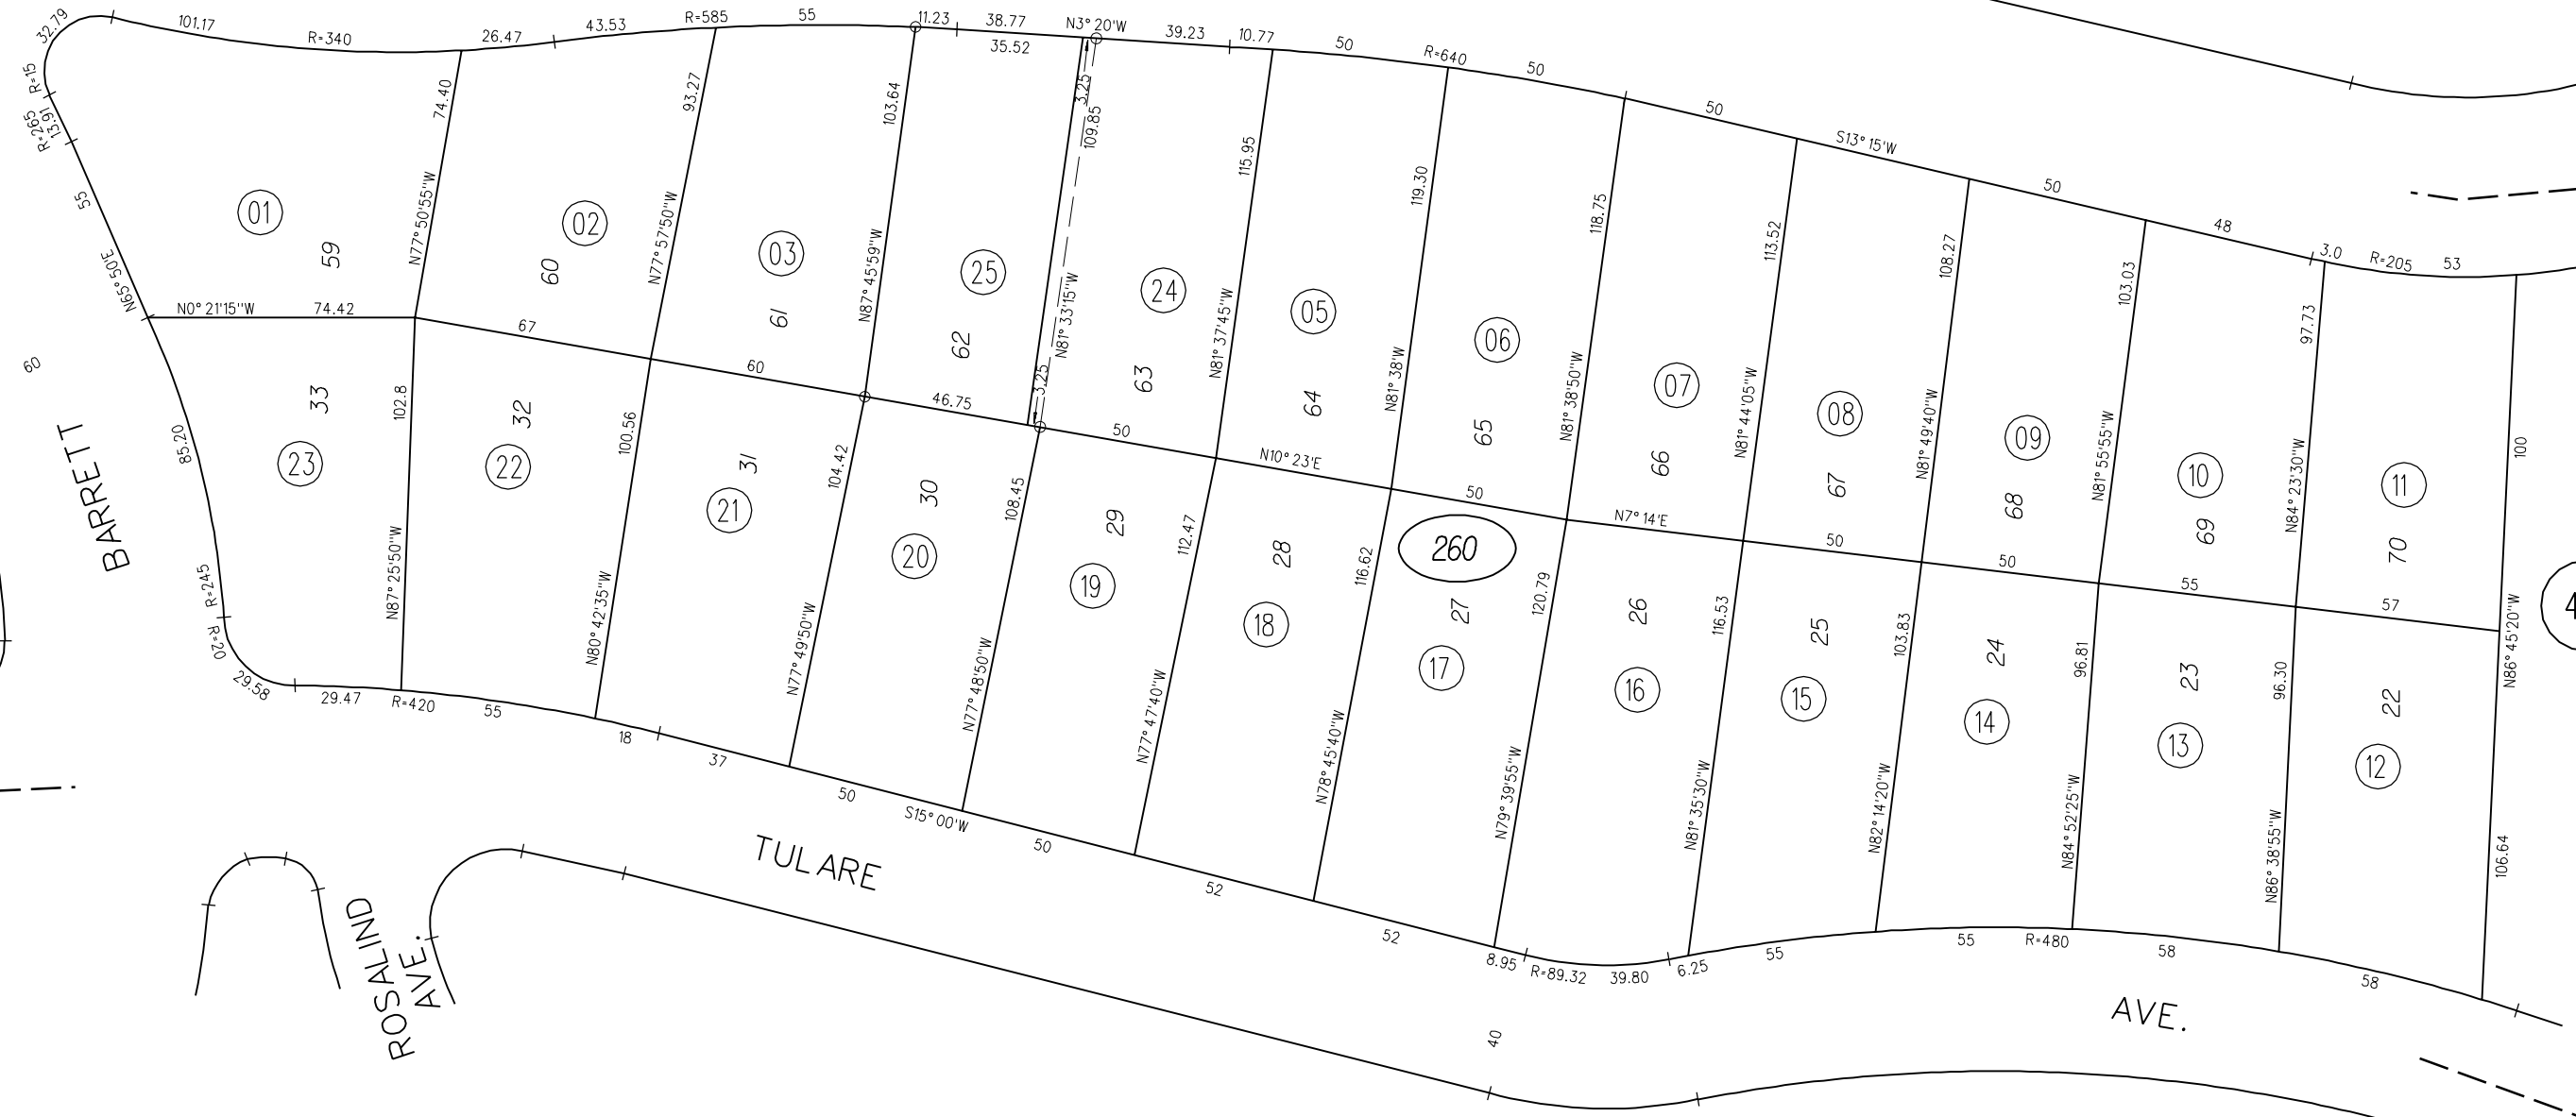 32.79
101.17
R=340
26.47
43.53
R=585
55
11.23
38.77
35.52
N3° 20'W
39.23
10.77
50
R=640
50
50
S13° 15'W
50
48
3.0
R=205
53
R=15
13.91
R=265
55
N65° 50'E
74.40
N77° 50'55"W
93.27
N77° 57'50"W
103.64
N87° 45'59"W
3.25
109.85
N81° 33'15"W
3.25
115.95
N81° 37'45"W
119.30
N81° 38'W
118.75
N81° 38'50"W
113.52
N81° 44'05"W
108.27
N81° 49'40"W
103.03
N81° 55'55"W
97.73
N84° 23'30"W
100
01
59
02
60
03
61
25
62
24
63
05
64
06
65
07
66
08
67
09
68
10
69
11
70
N0° 21'15"W
74.42
67
60
46.75
50
N10° 23'E
50
N7° 14'E
50
50
55
57
60
BARRETT
85.20
R=245
R=20
29.58
33
23
102.8
N87° 25'50"W
32
22
100.56
N80° 42'35"W
31
21
104.42
N77° 49'50"W
30
20
108.45
N77° 48'50"W
29
19
112.47
N77° 47'40"W
28
18
116.62
N78° 45'40"W
260
27
17
120.79
N79° 39'55"W
26
16
116.53
N81° 35'30"W
25
15
103.83
N82° 14'20"W
24
14
96.81
N84° 52'25"W
23
13
96.30
N86° 38'55"W
22
12
N86° 45'20"W
106.64
4
29.47
R=420
55
18
37
50
S15° 00'W
50
52
52
8.95
R=89.32
39.80
6.25
55
55
R=480
58
58
TULARE
AVE.
ROSALIND
AVE.
40